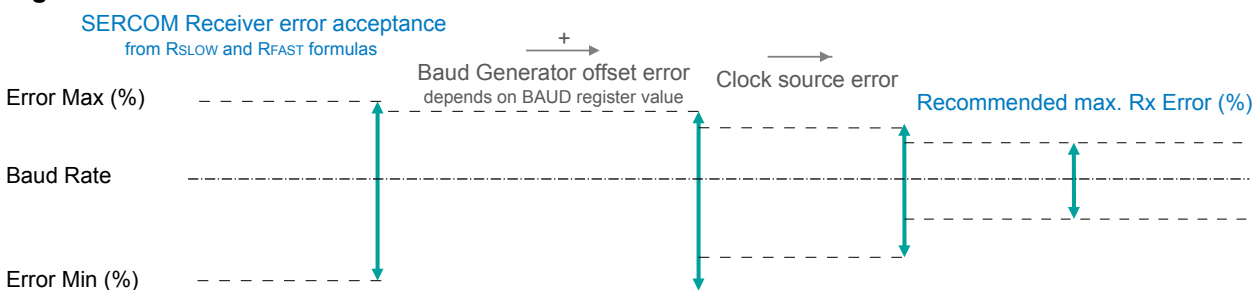 SERCOM Receiver error acceptance
from RSLOW and RFAST formulas
+
Baud Generator offset error
depends on BAUD register value
Clock source error
Error Max (%)
Recommended max. Rx Error (%)
Baud Rate
Error Min (%)